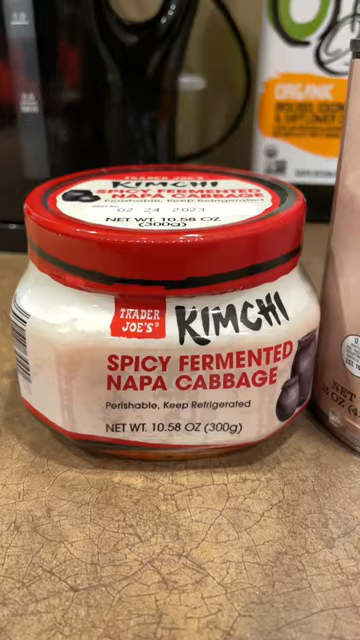 ORGANIC
TRADER JOE'S
KIMCHI
SPICY FERMENTED
NAPA CABBAGE
Perishable, Keep Refrigerated
02 24 2023
NET WT. 10.58 OZ
(300g)
TRADER
JOE'S®
KIMCHI
SPICY FERMENTED
NAPA CABBAGE
Perishable, Keep Refrigerated
NET WT. 10.58 OZ (300g)
NET